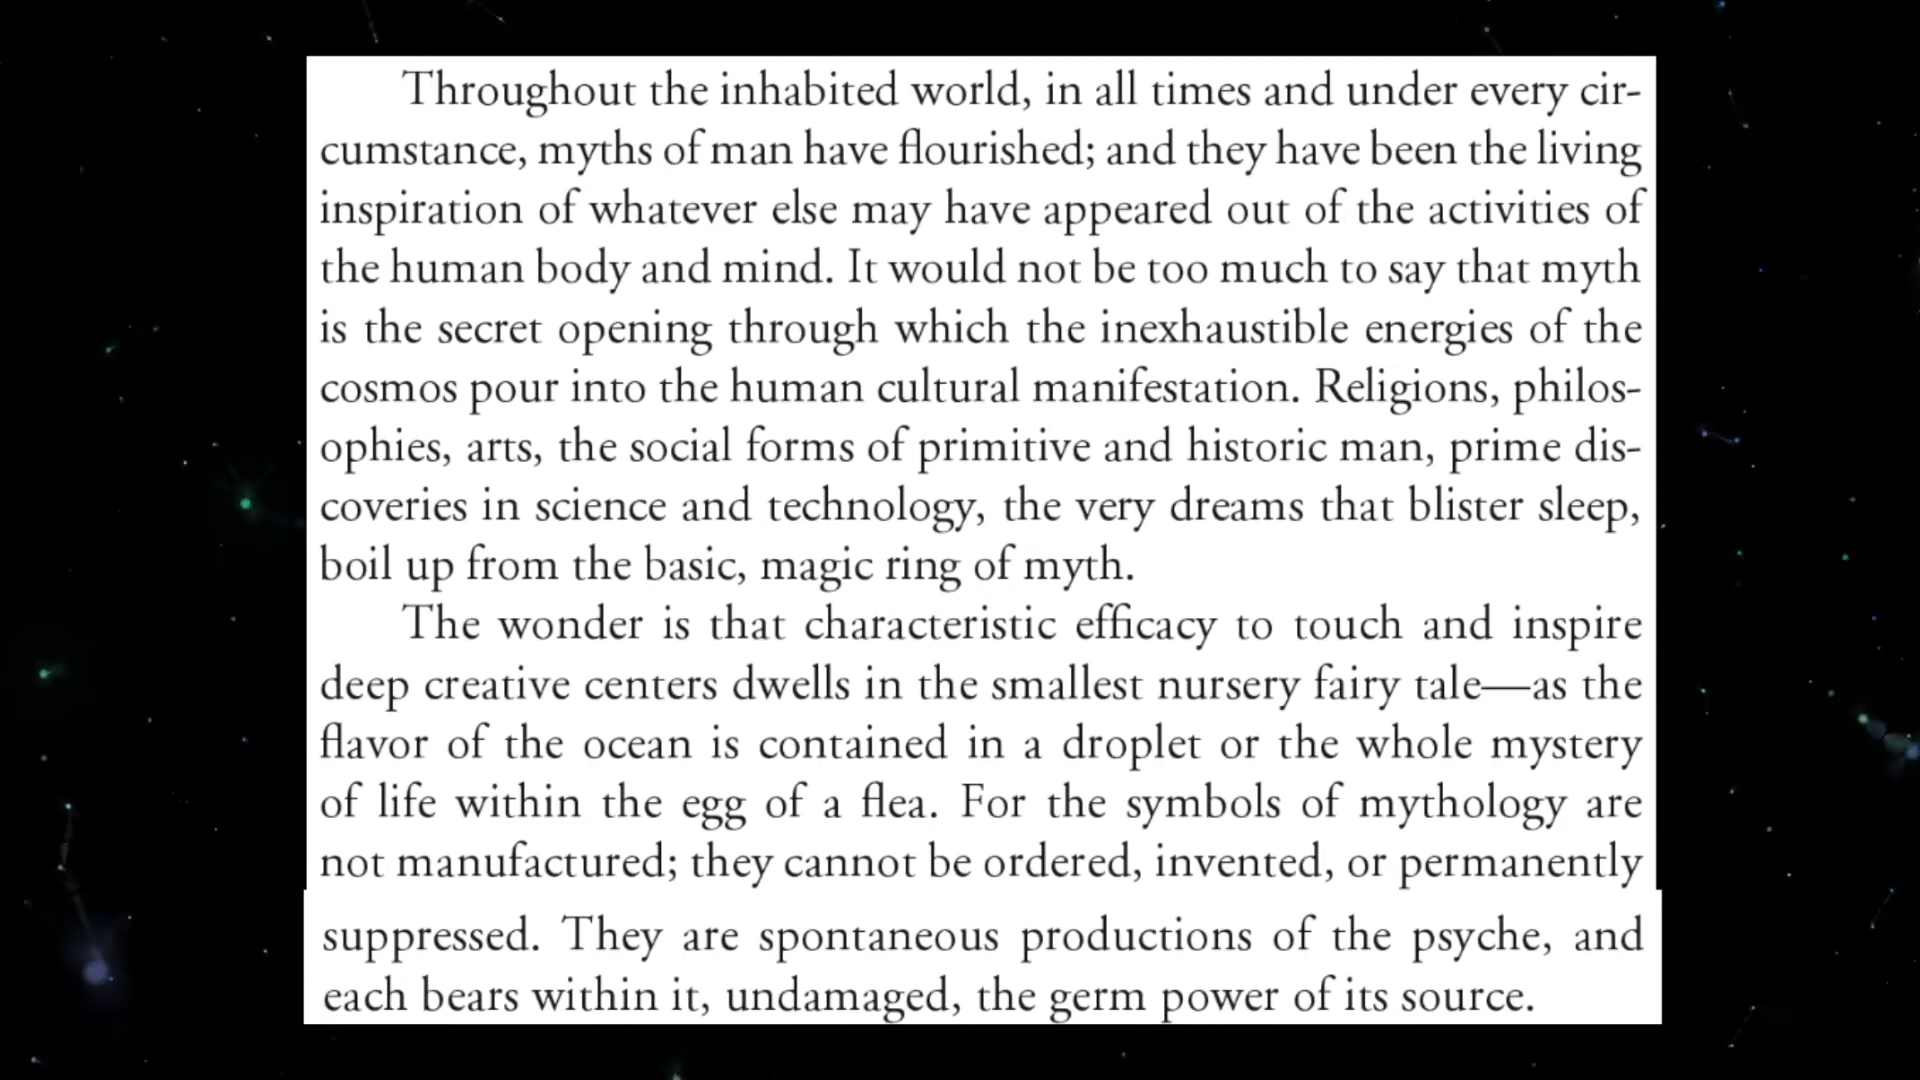 Throughout the inhabited world, in all times and under every cir-
cumstance, myths of man have flourished; and they have been the living
inspiration of whatever else may have appeared out of the activities of
the human body and mind. It would not be too much to say that myth
is the secret opening through which the inexhaustible energies of the
cosmos pour into the human cultural manifestation. Religions, philos-
ophies, arts, the social forms of primitive and historic man, prime dis-
coveries in science and technology, the very dreams that blister sleep,
boil up from the basic, magic ring of myth.
The wonder is that characteristic efficacy to touch and inspire
deep creative centers dwells in the smallest nursery fairy tale—as the
flavor of the ocean is contained in a droplet or the whole mystery
of life within the egg of a flea. For the symbols of mythology are
not manufactured; they cannot be ordered, invented, or permanently
suppressed. They are spontaneous productions of the psyche, and
each bears within it, undamaged, the germ power of its source.